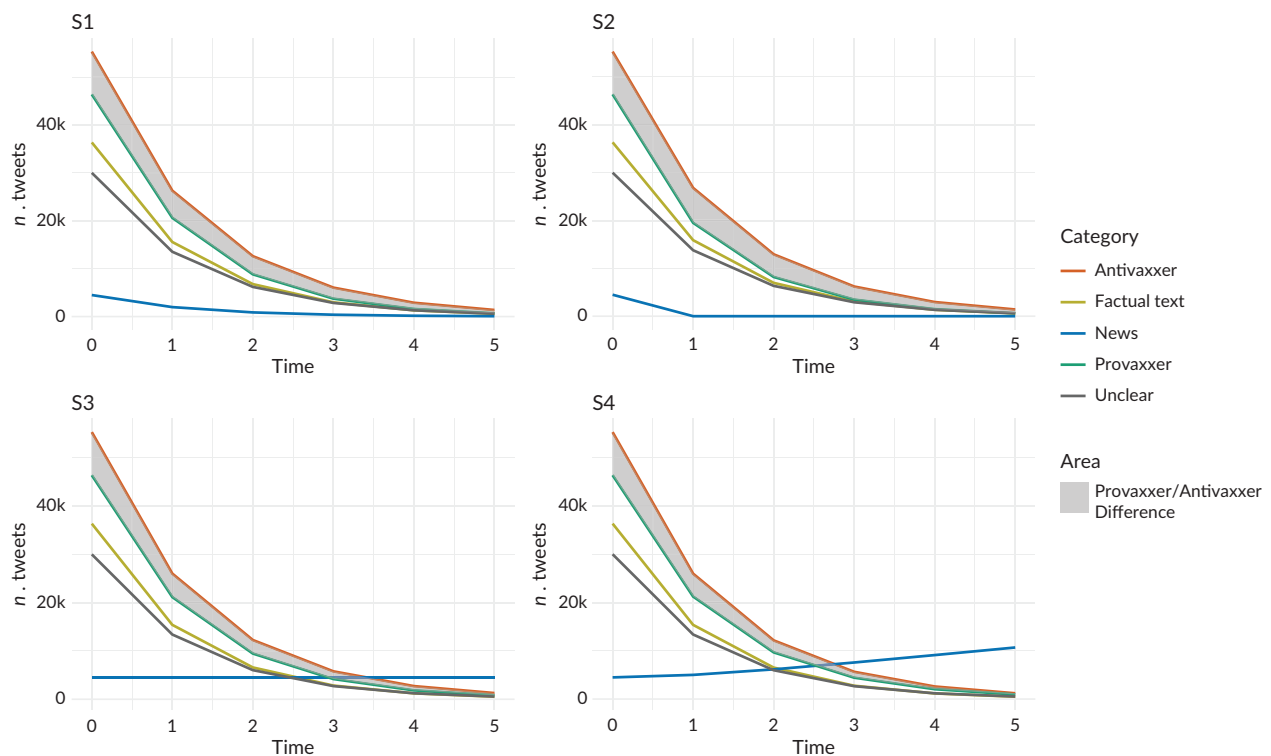 S1
n . tweets
40k
20k
0
0 1 2 3 4 5
Time
S2
n . tweets
40k
20k
0
0 1 2 3 4 5
Time
S3
n . tweets
40k
20k
0
0 1 2 3 4 5
Time
S4
n . tweets
40k
20k
0
0 1 2 3 4 5
Time
Category
Antivaxxer
Factual text
News
Provaxxer
Unclear
Area
Provaxxer/Antivaxxer
Difference